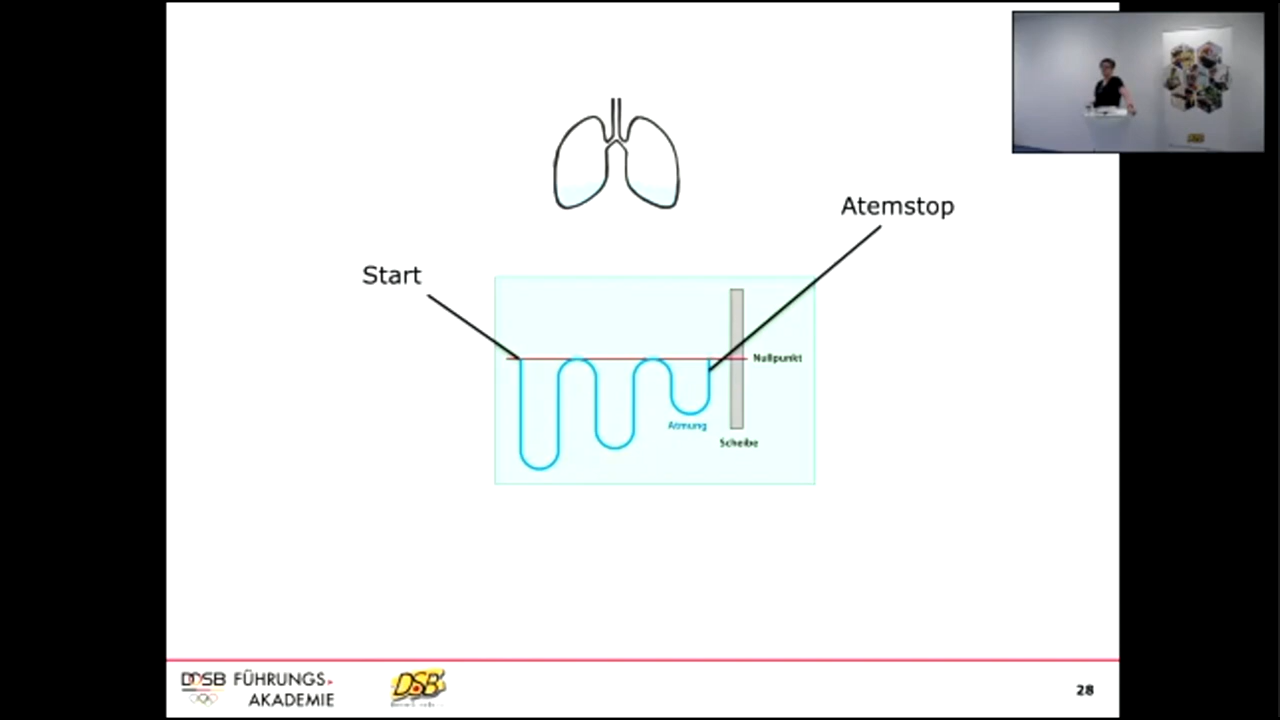 Atemstop
Start
Nullpunkt
Atmung
Scheibe
DOSB FÜHRUNGS-
AKADEMIE
DSB
28